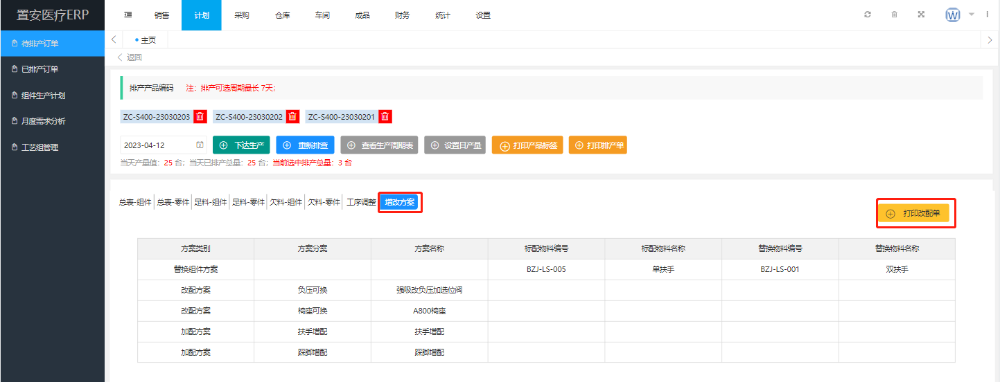 置安医疗ERP
销售 计划 采购 仓库 车间 成品 财务 统计 设置
待排产订单
已排产订单
组件生产计划
月度需求分析
工艺组管理
主页
返回
排产产品编码 注：排产可选周期最长 7天;
ZC-S400-23030203 ZC-S400-23030202 ZC-S400-23030201
2023-04-12 下达生产 重新排查 查看生产周期表 设置日产量 打印产品标签 打印排产单
当天产量值：25 台；当天已排产总量：25 台；当前选中排产总量：3 台
总表-组件 总表-零件 足料-组件 足料-零件 欠料-组件 欠料-零件 工序调整 增改方案
打印改配单
方案类别 方案分案 方案名称 标配物料编号 标配物料名称 替换物料编号 替换物料名称
替换组件方案 BZJ-LS-005 单扶手 BZJ-LS-001 双扶手
改配方案 负压可换 强吸改负压加选位阀
改配方案 椅座可换 A800椅座
加配方案 扶手增配 扶手增配
加配方案 踩脚增配 踩脚增配